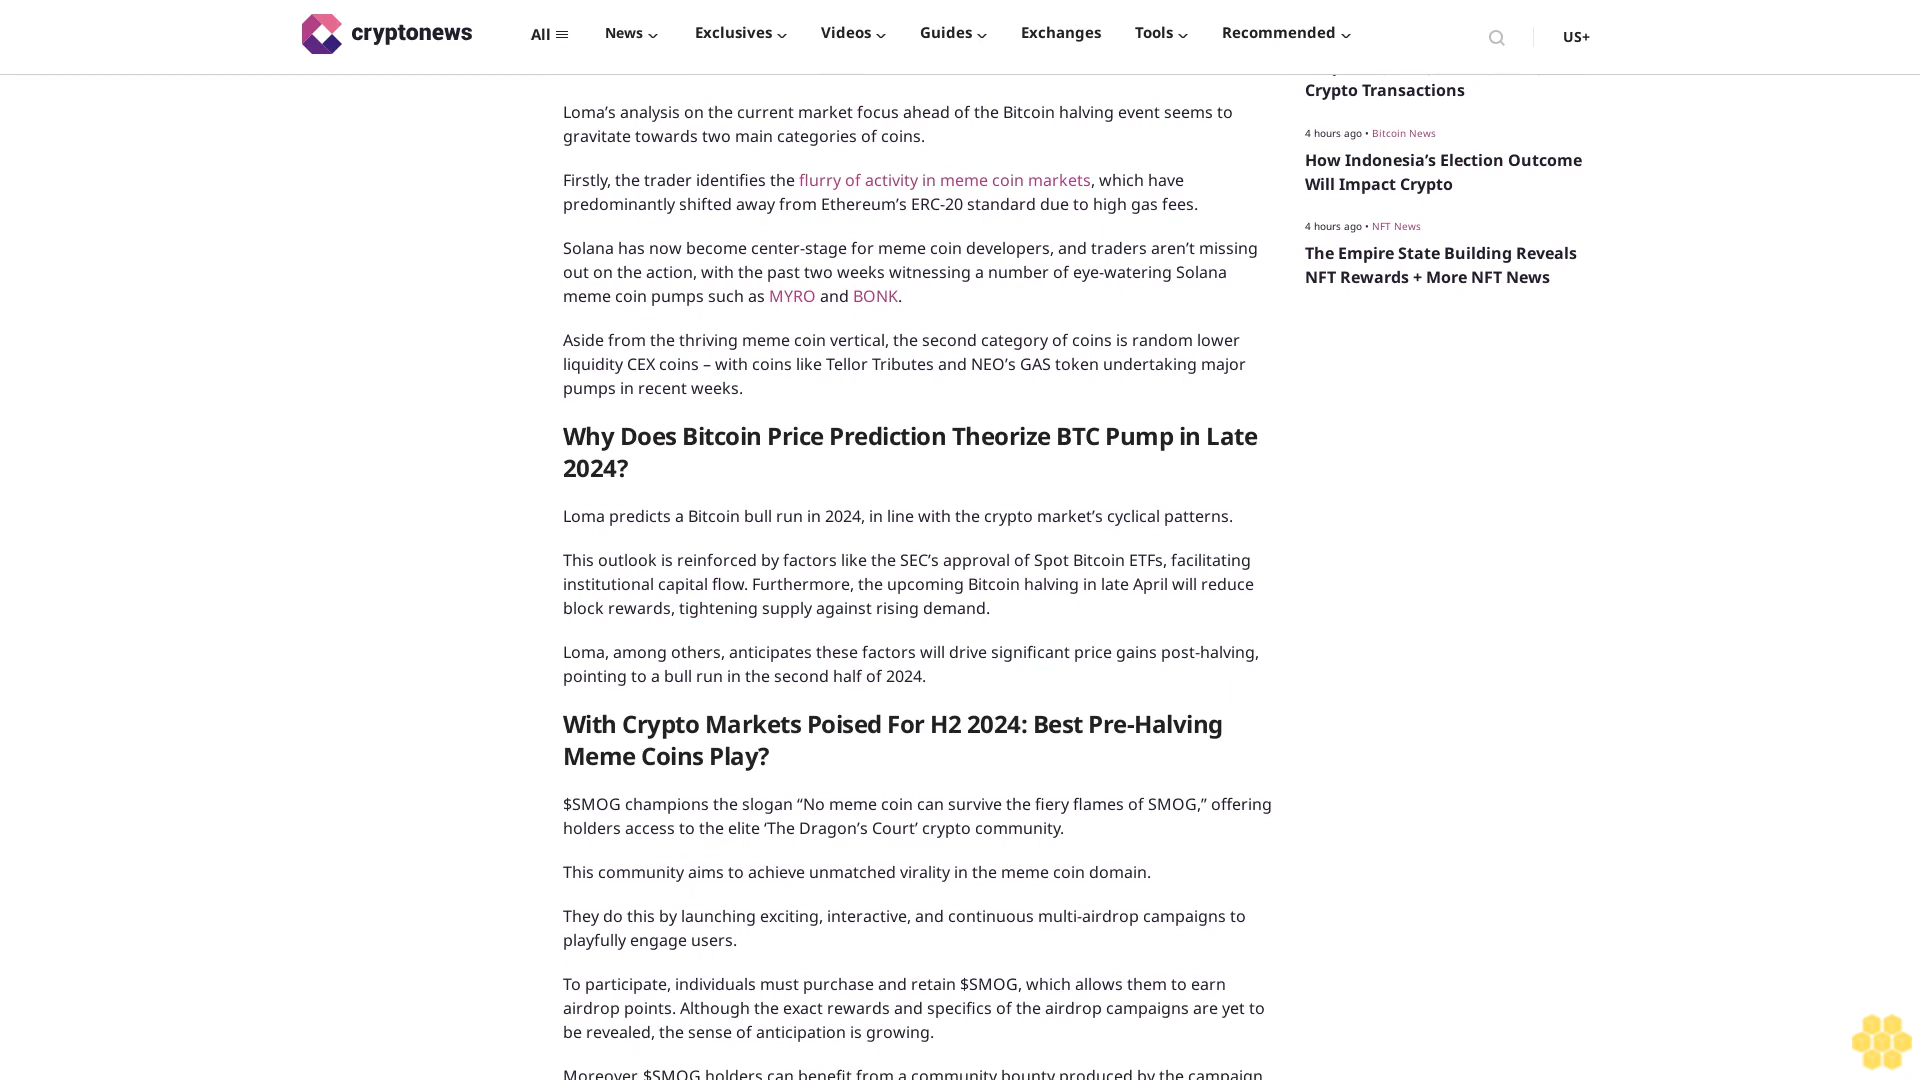 cryptonews
All
News
Exclusives
Videos
Guides
Exchanges
Tools
Recommended
US+
Loma’s analysis on the current market focus ahead of the Bitcoin halving event seems to
gravitate towards two main categories of coins.
Firstly, the trader identifies the flurry of activity in meme coin markets, which have
predominantly shifted away from Ethereum’s ERC-20 standard due to high gas fees.
Solana has now become center-stage for meme coin developers, and traders aren’t missing
out on the action, with the past two weeks witnessing a number of eye-watering Solana
meme coin pumps such as MYRO and BONK.
Aside from the thriving meme coin vertical, the second category of coins is random lower
liquidity CEX coins – with coins like Tellor Tributes and NEO’s GAS token undertaking major
pumps in recent weeks.
Why Does Bitcoin Price Prediction Theorize BTC Pump in Late
2024?
Loma predicts a Bitcoin bull run in 2024, in line with the crypto market’s cyclical patterns.
This outlook is reinforced by factors like the SEC’s approval of Spot Bitcoin ETFs, facilitating
institutional capital flow. Furthermore, the upcoming Bitcoin halving in late April will reduce
block rewards, tightening supply against rising demand.
Loma, among others, anticipates these factors will drive significant price gains post-halving,
pointing to a bull run in the second half of 2024.
With Crypto Markets Poised For H2 2024: Best Pre-Halving
Meme Coins Play?
$SMOG champions the slogan “No meme coin can survive the fiery flames of SMOG,” offering
holders access to the elite ‘The Dragon’s Court’ crypto community.
This community aims to achieve unmatched virality in the meme coin domain.
They do this by launching exciting, interactive, and continuous multi-airdrop campaigns to
playfully engage users.
To participate, individuals must purchase and retain $SMOG, which allows them to earn
airdrop points. Although the exact rewards and specifics of the airdrop campaigns are yet to
be revealed, the sense of anticipation is growing.
Moreover, $SMOG holders can benefit from a community bounty produced by the campaign
Crypto Transactions
4 hours ago • Bitcoin News
How Indonesia’s Election Outcome
Will Impact Crypto
4 hours ago • NFT News
The Empire State Building Reveals
NFT Rewards + More NFT News